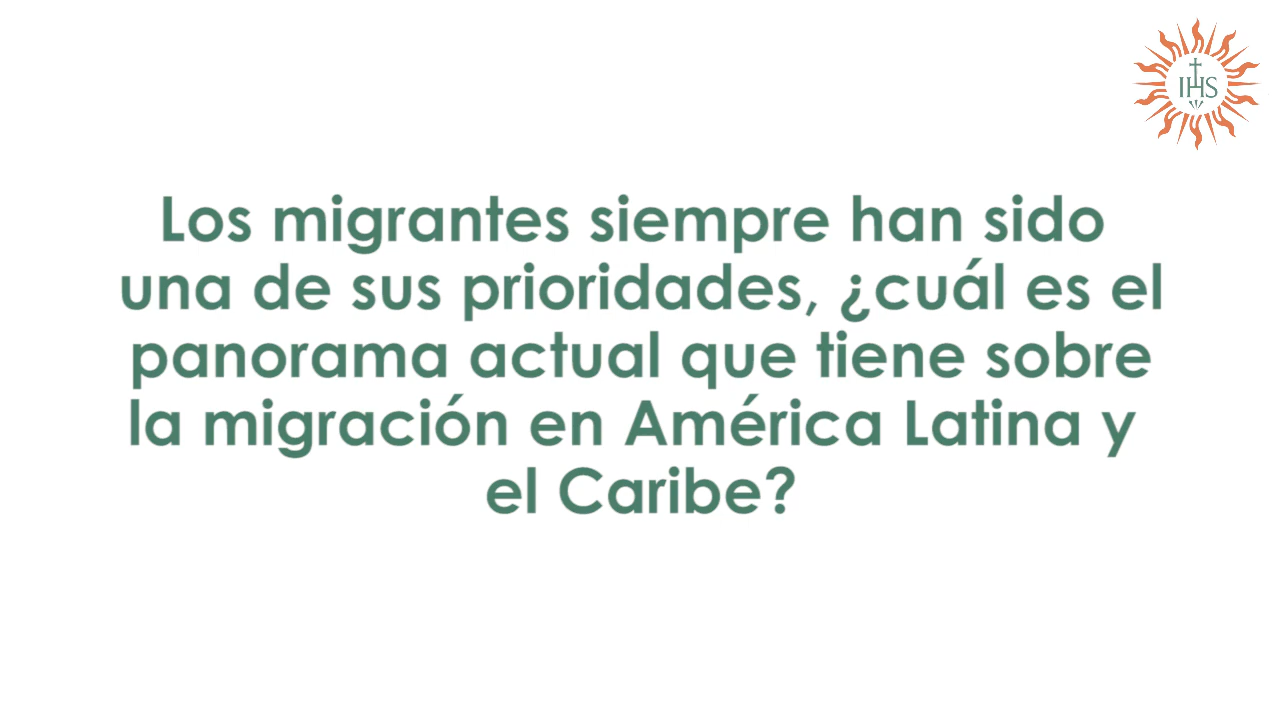 IHS
Los migrantes siempre han sido
una de sus prioridades, ¿cuál es el
panorama actual que tiene sobre
la migración en América Latina y
el Caribe?